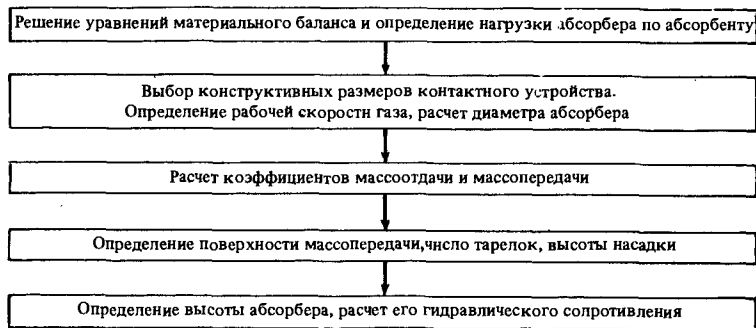 Решение уравнений материального баланса и определение нагрузки абсорбера по абсорбенту
Выбор конструктивных размеров контактного устройства.
Определение рабочей скорости газа, расчет диаметра абсорбера
Расчет коэффициентов массоотдачи и массопередачи
Определение поверхности массопередачи,число тарелок, высоты насадки
Определение высоты абсорбера, расчет его гидравлического сопротивления